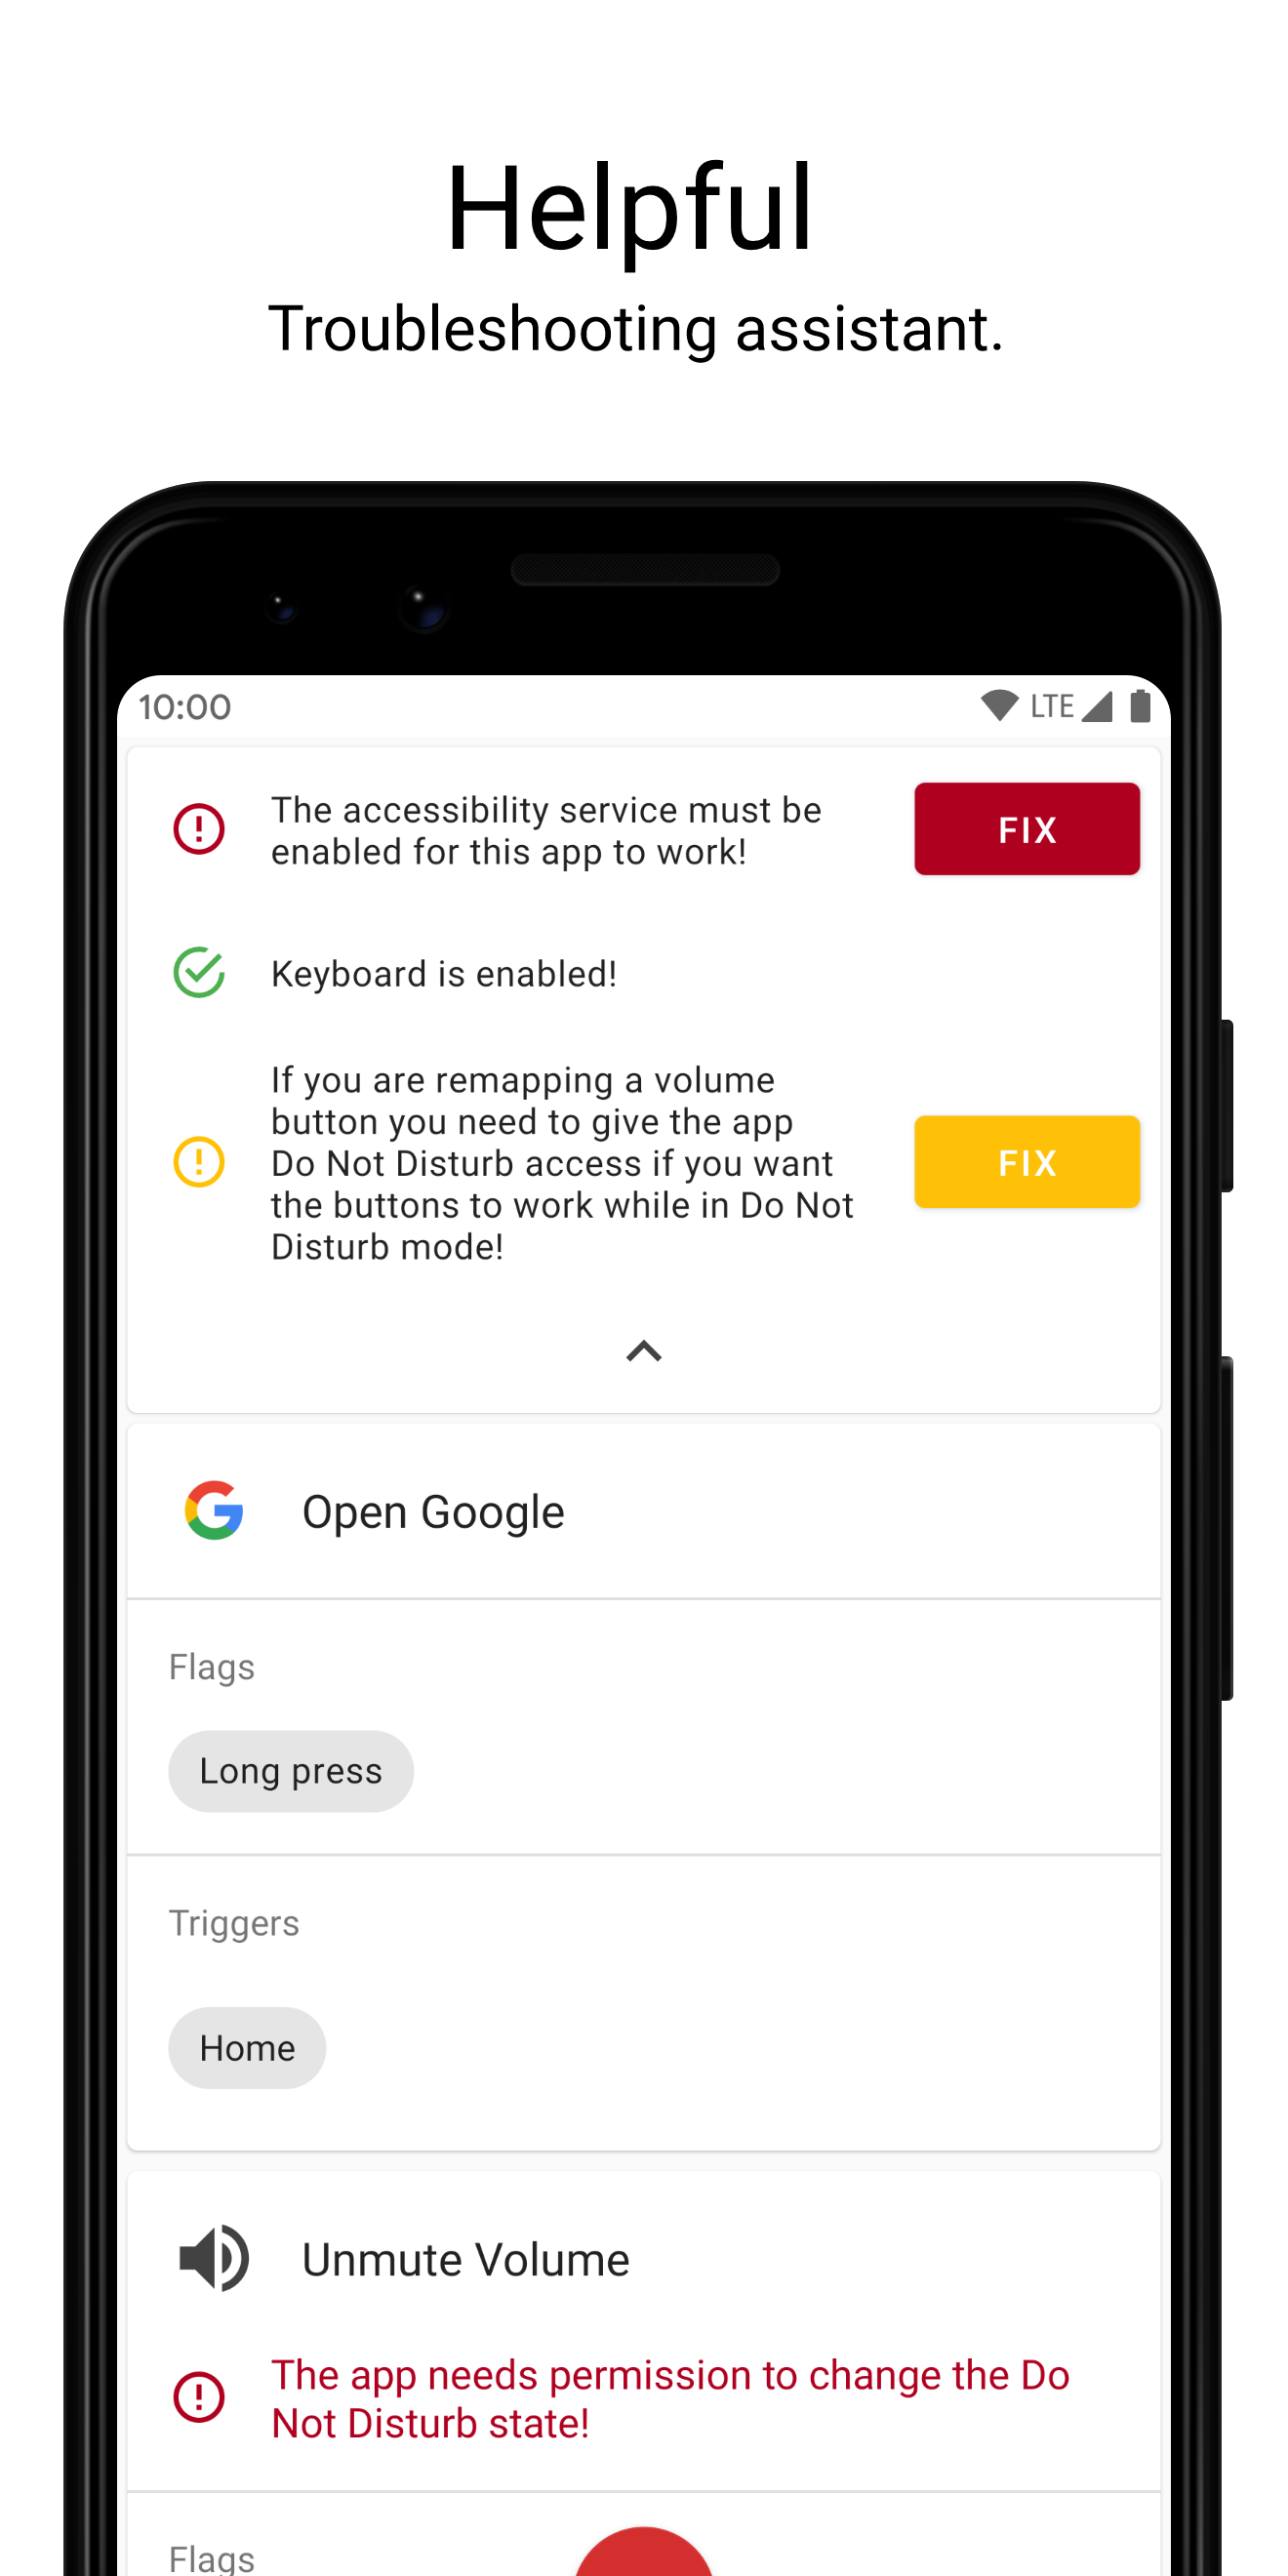 Helpful
Troubleshooting assistant.
10:00 LTE
The accessibility service must be
enabled for this app to work!
FIX
Keyboard is enabled!
If you are remapping a volume
button you need to give the app
Do Not Disturb access if you want
the buttons to work while in Do Not
Disturb mode!
FIX
Open Google
Flags
Long press
Triggers
Home
Unmute Volume
The app needs permission to change the Do
Not Disturb state!
Flags